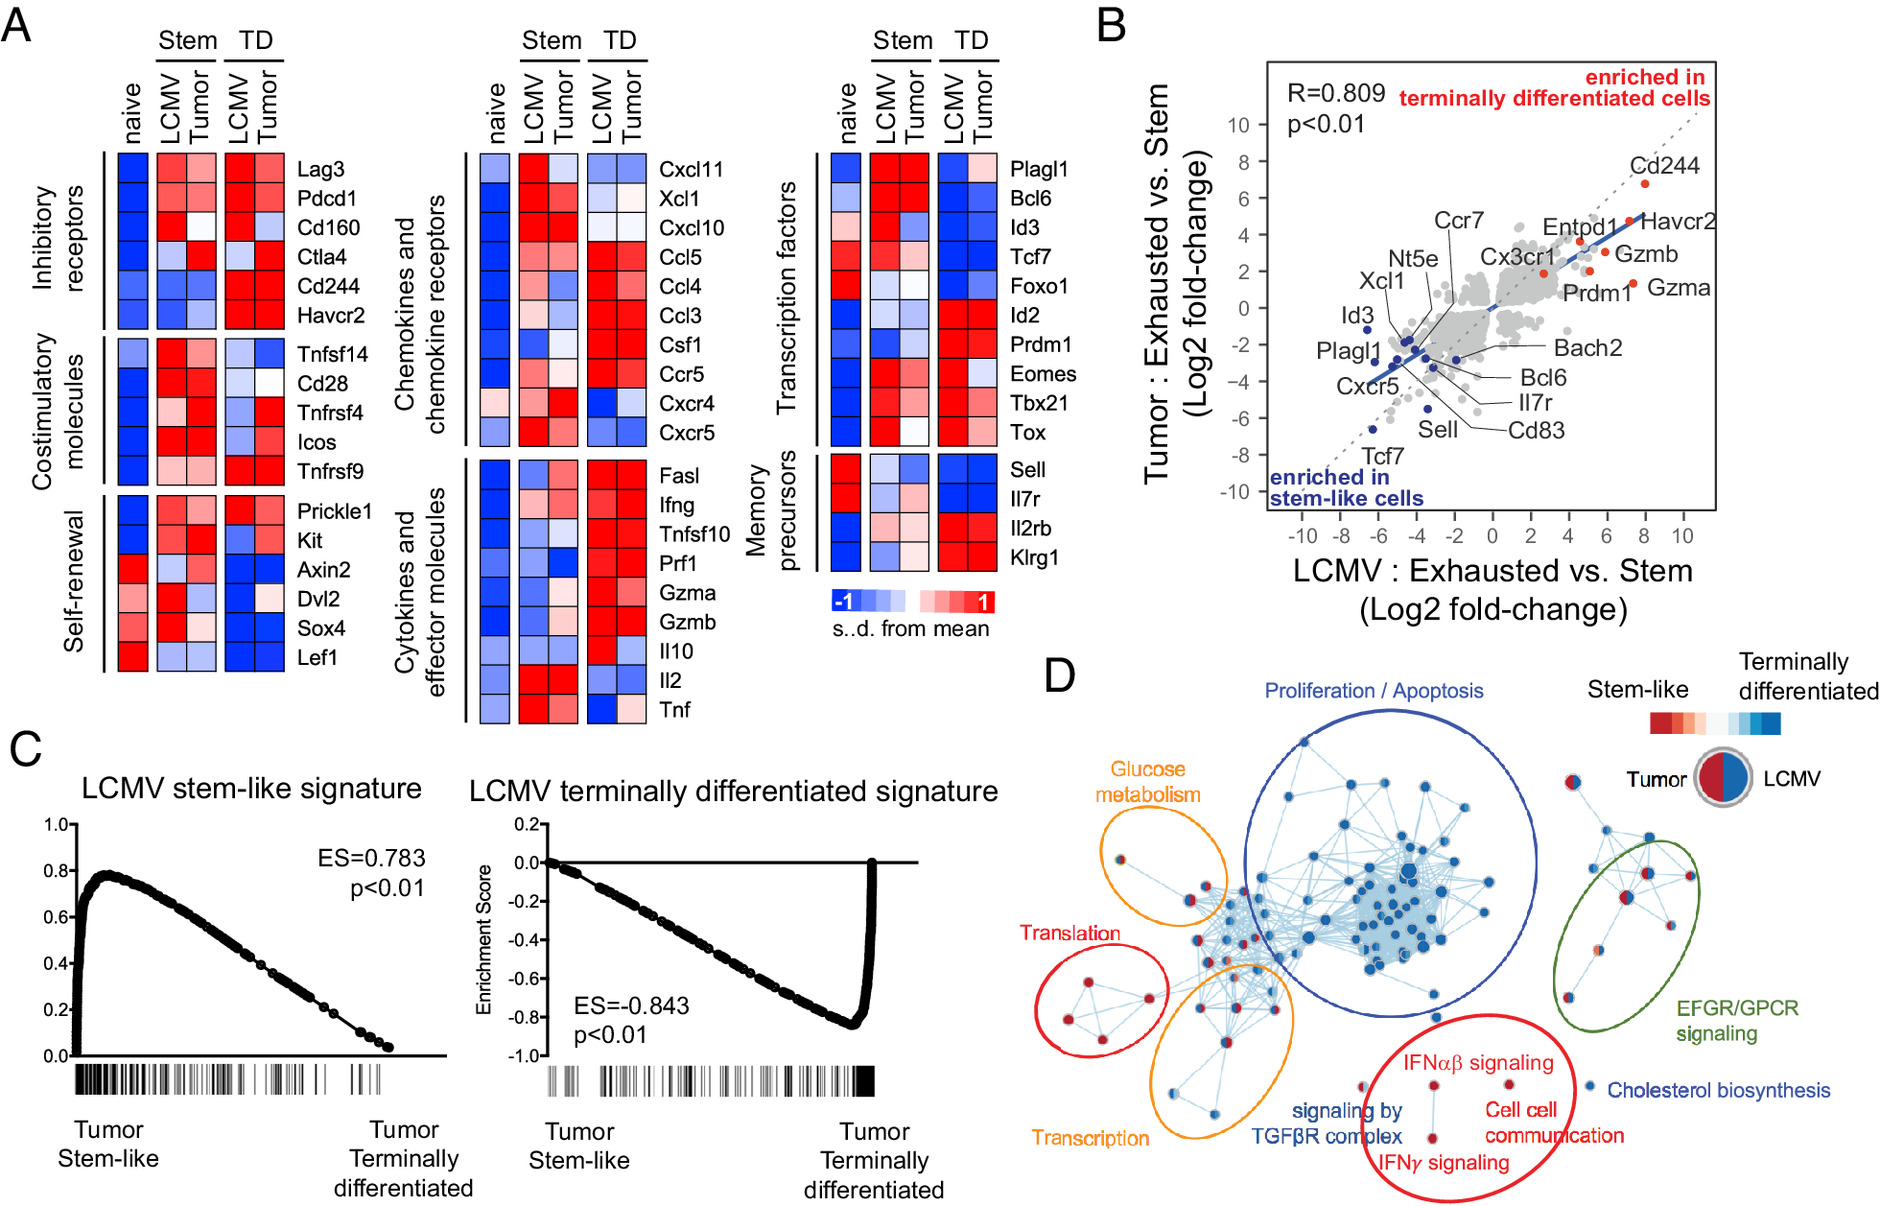 A
Stem TD
naive LCMV Tumor LCMV Tumor
Inhibitory
receptors
Lag3
Pdcd1
Cd160
Ctla4
Cd244
Havcr2
Costimulatory
molecules
Tnfsf14
Cd28
Tnfrsf4
Icos
Tnfrsf9
Self-renewal
Prickle1
Kit
Axin2
Dvl2
Sox4
Lef1
Stem TD
naive LCMV Tumor LCMV Tumor
Chemokines and
chemokine receptors
Cxcl11
Xcl1
Cxcl10
Ccl5
Ccl4
Ccl3
Csf1
Ccr5
Cxcr4
Cxcr5
Cytokines and
effector molecules
Fasl
Ifng
Tnfsf10
Prf1
Gzma
Gzmb
Il10
Il2
Tnf
Stem TD
naive LCMV Tumor LCMV Tumor
Transcription factors
Plagl1
Bcl6
Id3
Tcf7
Foxo1
Id2
Prdm1
Eomes
Tbx21
Tox
Memory
precursors
Sell
Il7r
Il2rb
Klrg1
-1 1
s..d. from mean
B
Tumor : Exhausted vs. Stem
(Log2 fold-change)
R=0.809
p<0.01
enriched in
terminally differentiated cells
10
8
6
4
2
0
-2
-4
-6
-8
-10
Cd244
Ccr7
Entpd1
Havcr2
Nt5e
Cx3cr1
Gzmb
Xcl1
Prdm1
Gzma
Id3
Plagl1
Bach2
Cxcr5
Bcl6
Il7r
Sell
Cd83
Tcf7
enriched in
stem-like cells
-10 -8 -6 -4 -2 0 2 4 6 8 10
LCMV : Exhausted vs. Stem
(Log2 fold-change)
C
LCMV stem-like signature
1.0
0.8
0.6
0.4
0.2
0.0
ES=0.783
p<0.01
Tumor
Stem-like
Tumor
Terminally
differentiated
LCMV terminally differentiated signature
Enrichment Score
0.2
0.0
-0.2
-0.4
-0.6
-0.8
-1.0
ES=-0.843
p<0.01
Tumor
Stem-like
Tumor
Terminally
differentiated
D
Stem-like
Terminally
differentiated
Tumor LCMV
Proliferation / Apoptosis
Glucose
metabolism
Translation
Transcription
EFGR/GPCR
signaling
IFNαβ signaling
Cholesterol biosynthesis
signaling by
TGFβR complex
Cell cell
communication
IFNγ signaling